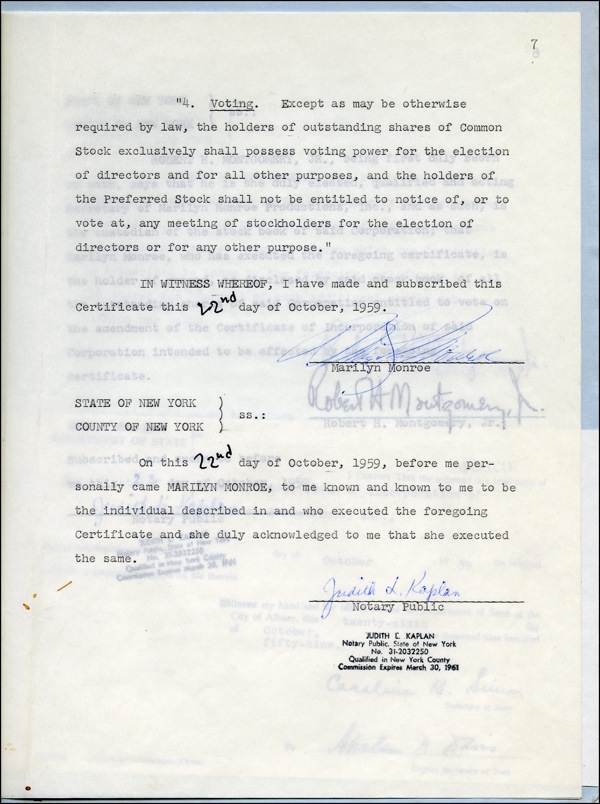 7
8
"4. Voting. Except as may be otherwise
required by law, the holders of outstanding shares of Common
Stock exclusively shall possess voting power for the election
of directors and for all other purposes, and the holders of
the Preferred Stock shall not be entitled to notice of, or to
vote at, any meeting of stockholders for the election of
directors or for any other purpose."
IN WITNESS WHEREOF, I have made and subscribed this
Certificate this 22nd day of October, 1959.
Marilyn Monroe
Marilyn Monroe
Robert H Montgomery, Jr.
Robert H. Montgomery, Jr.
STATE OF NEW YORK
COUNTY OF NEW YORK
) ss.:
On this 22nd day of October, 1959, before me per-
sonally came MARILYN MONROE, to me known and known to me to be
the individual described in and who executed the foregoing
Certificate and she duly acknowledged to me that she executed
the same.
Judith L. Kaplan
Notary Public
JUDITH L. KAPLAN
Notary Public, State of New York
No. 31-2032250
Qualified in New York County
Commission Expires March 30, 1961